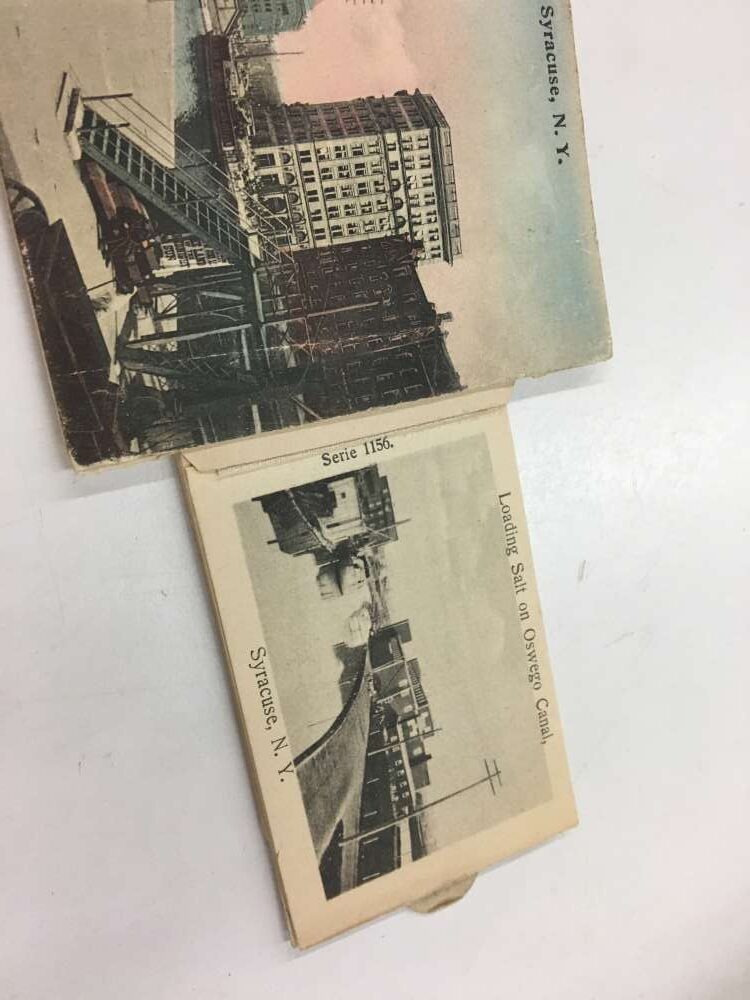 Syracuse, N. Y.
Serie 1156.
Loading Salt on Oswego Canal,
Syracuse, N. Y.